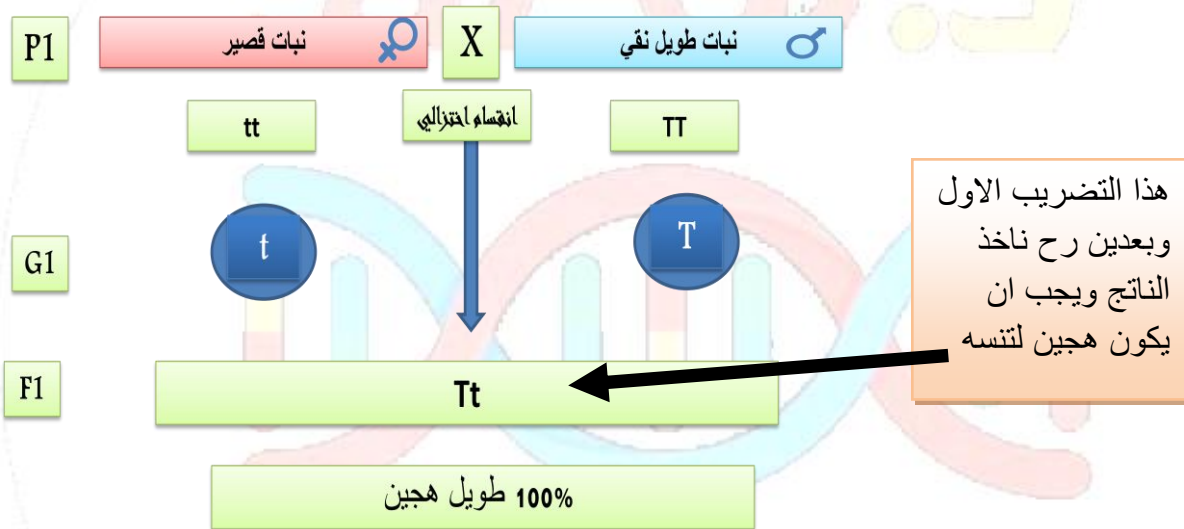 P1
نبات قصير ♀
X
نبات طويل نقي ♂
tt
انقسام اختزالي
TT
G1
t
T
هذا التضريب الاول
وبعدين رح ناخذ
الناتج ويجب ان
يكون هجين لتنسه
F1
Tt
100% طويل هجين